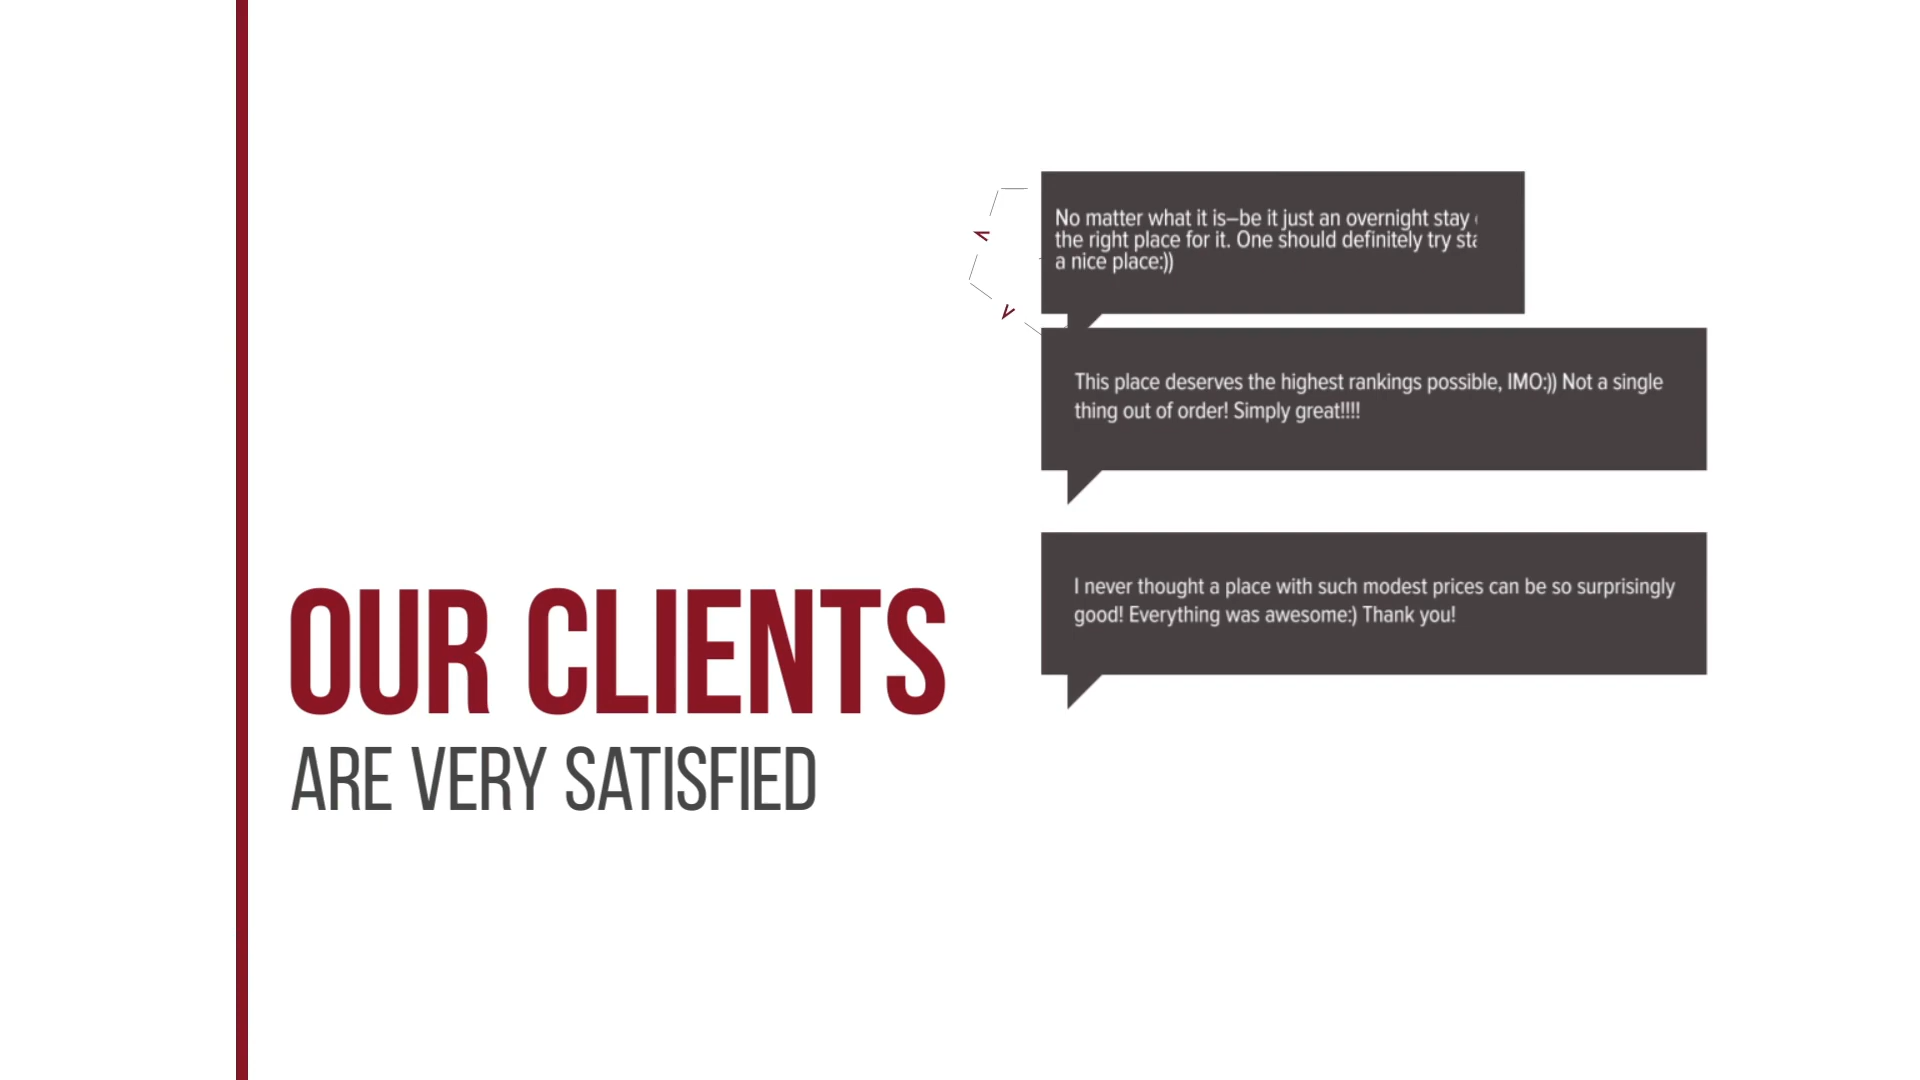 No matter what it is–be it just an overnight stay
the right place for it. One should definitely try
a nice place:))
This place deserves the highest rankings possible, IMO:)) Not a single
thing out of order! Simply great!!!!
I never thought a place with such modest prices can be so surprisingly
good! Everything was awesome:) Thank you!
OUR CLIENTS
ARE VERY SATISFIED